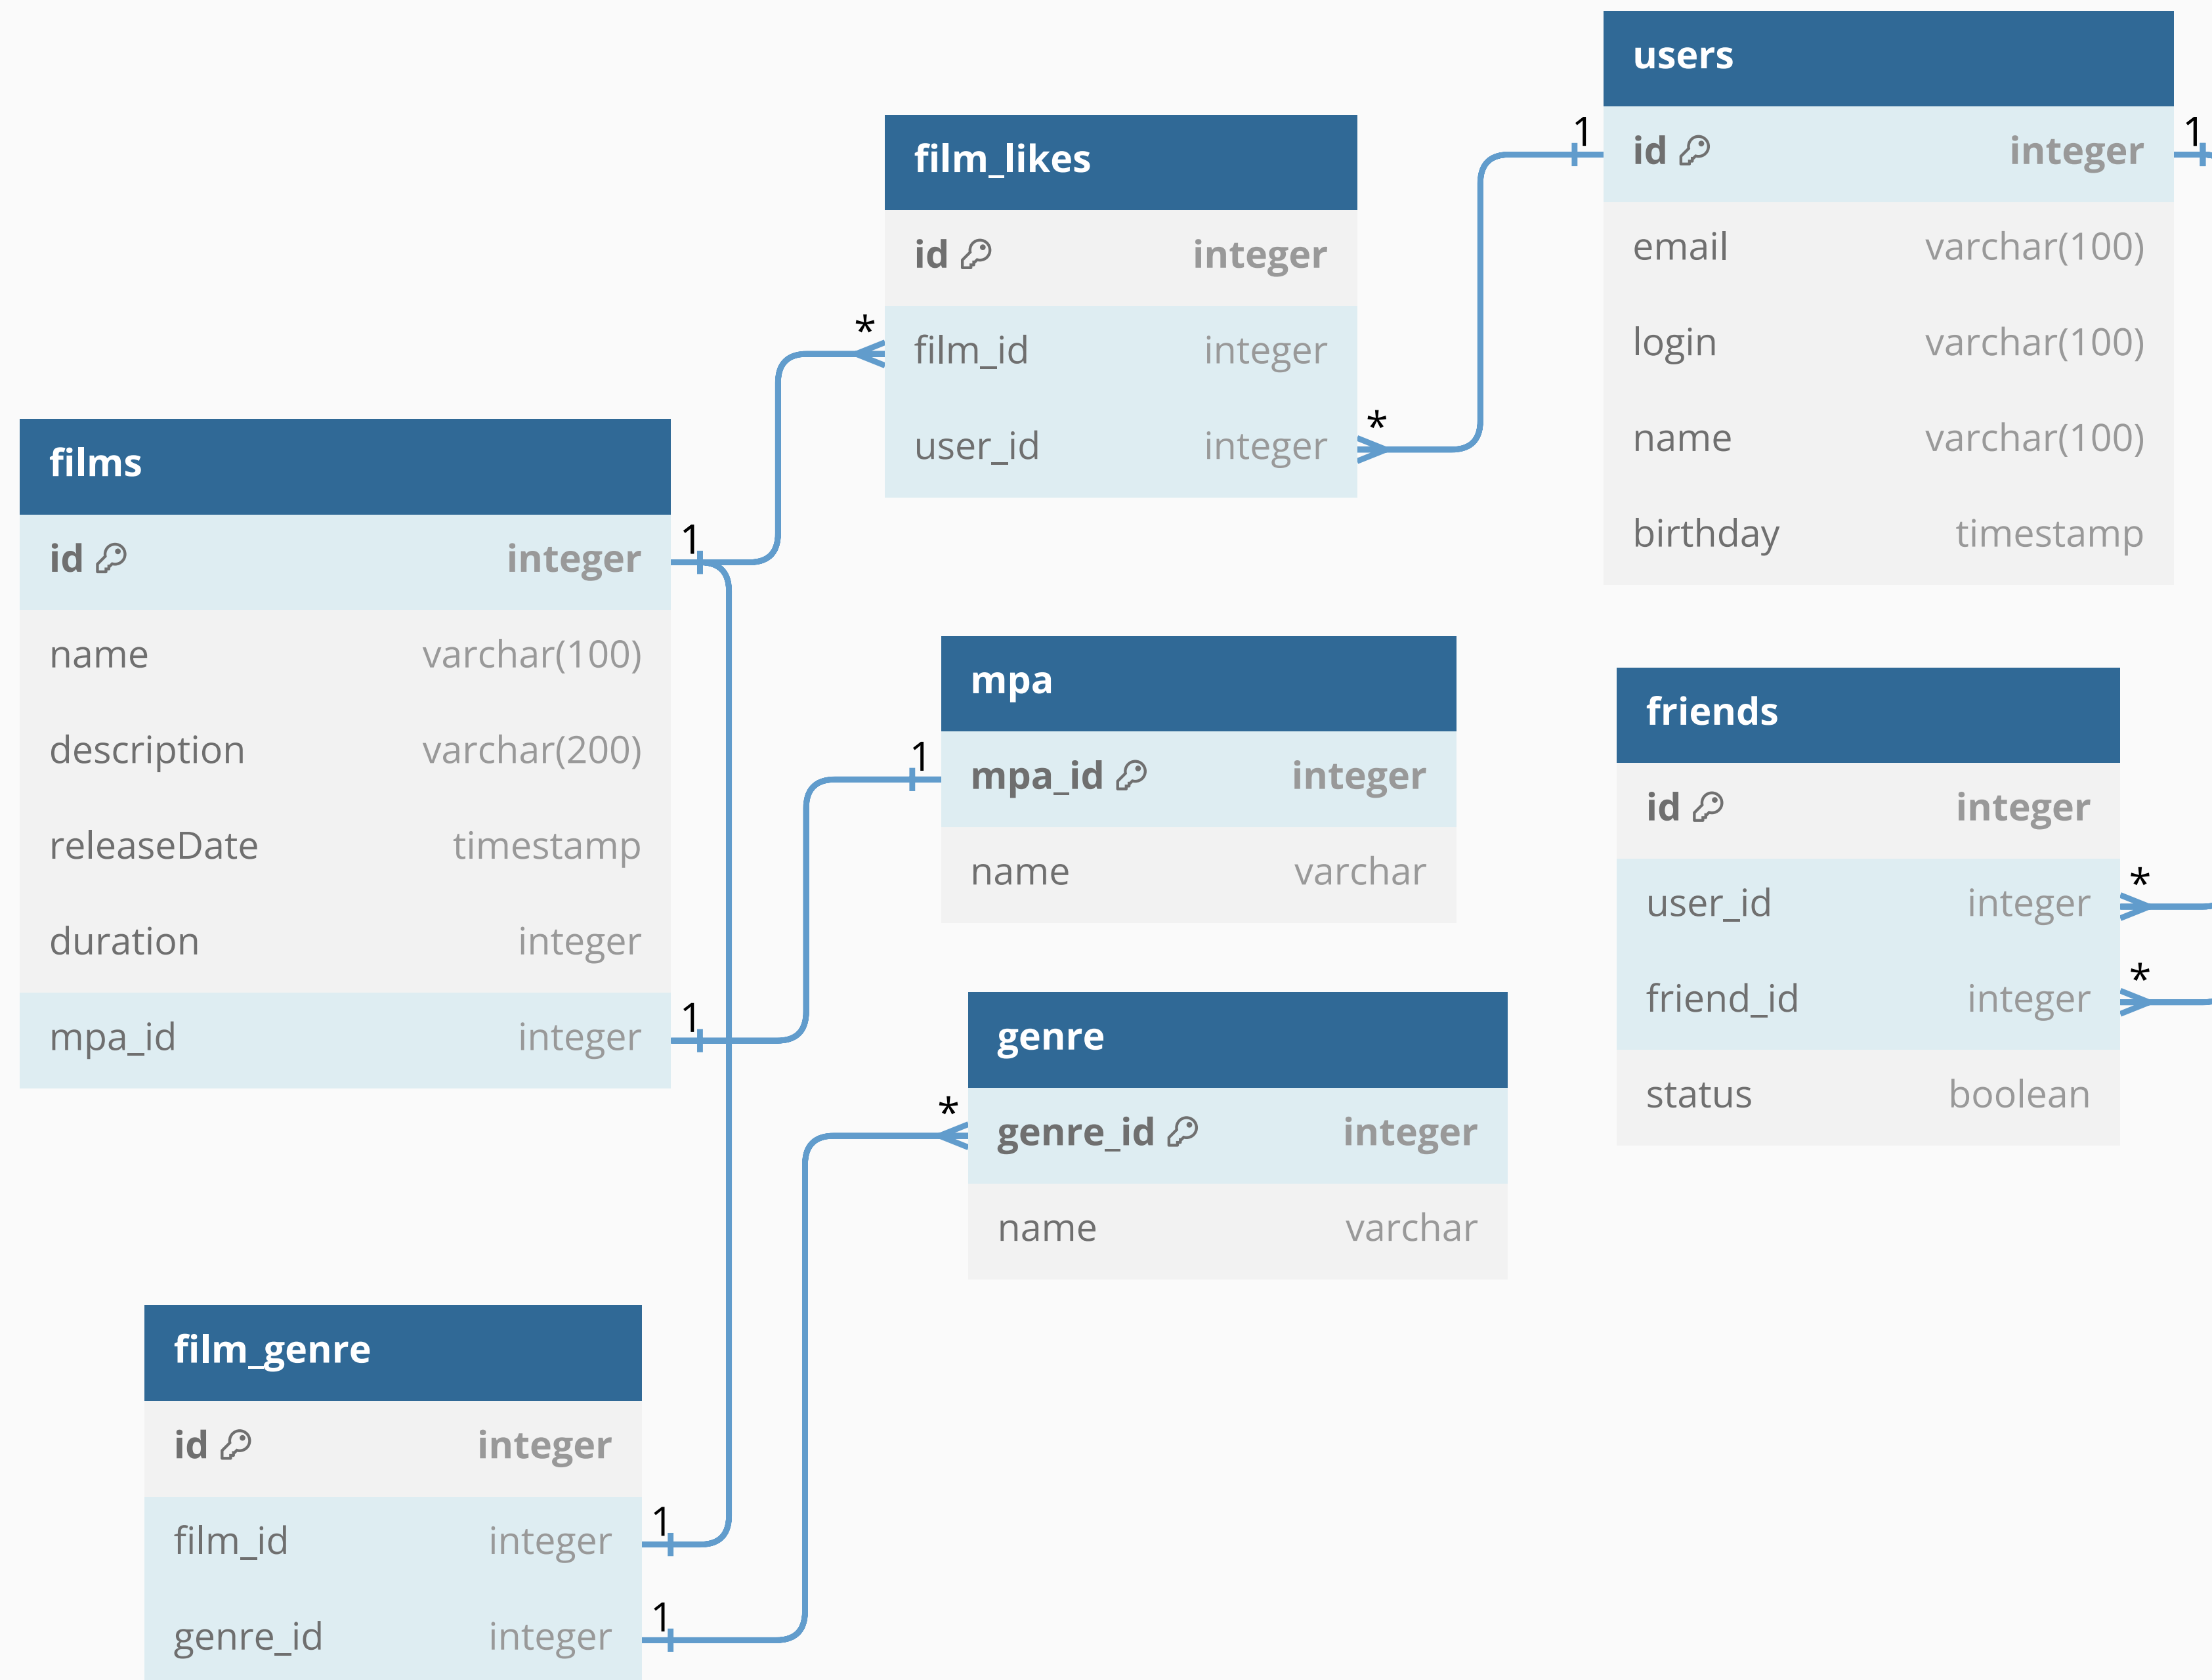 users
1
id integer
1
email varchar(100)
login varchar(100)
name varchar(100)
birthday timestamp
film_likes
id integer
*
film_id integer
*
user_id integer
films
1
id integer
name varchar(100)
description varchar(200)
releaseDate timestamp
duration integer
1
mpa_id integer
mpa
1
mpa_id integer
name varchar
friends
id integer
*
user_id integer
*
friend_id integer
status boolean
genre
*
genre_id integer
name varchar
film_genre
id integer
1
film_id integer
1
genre_id integer